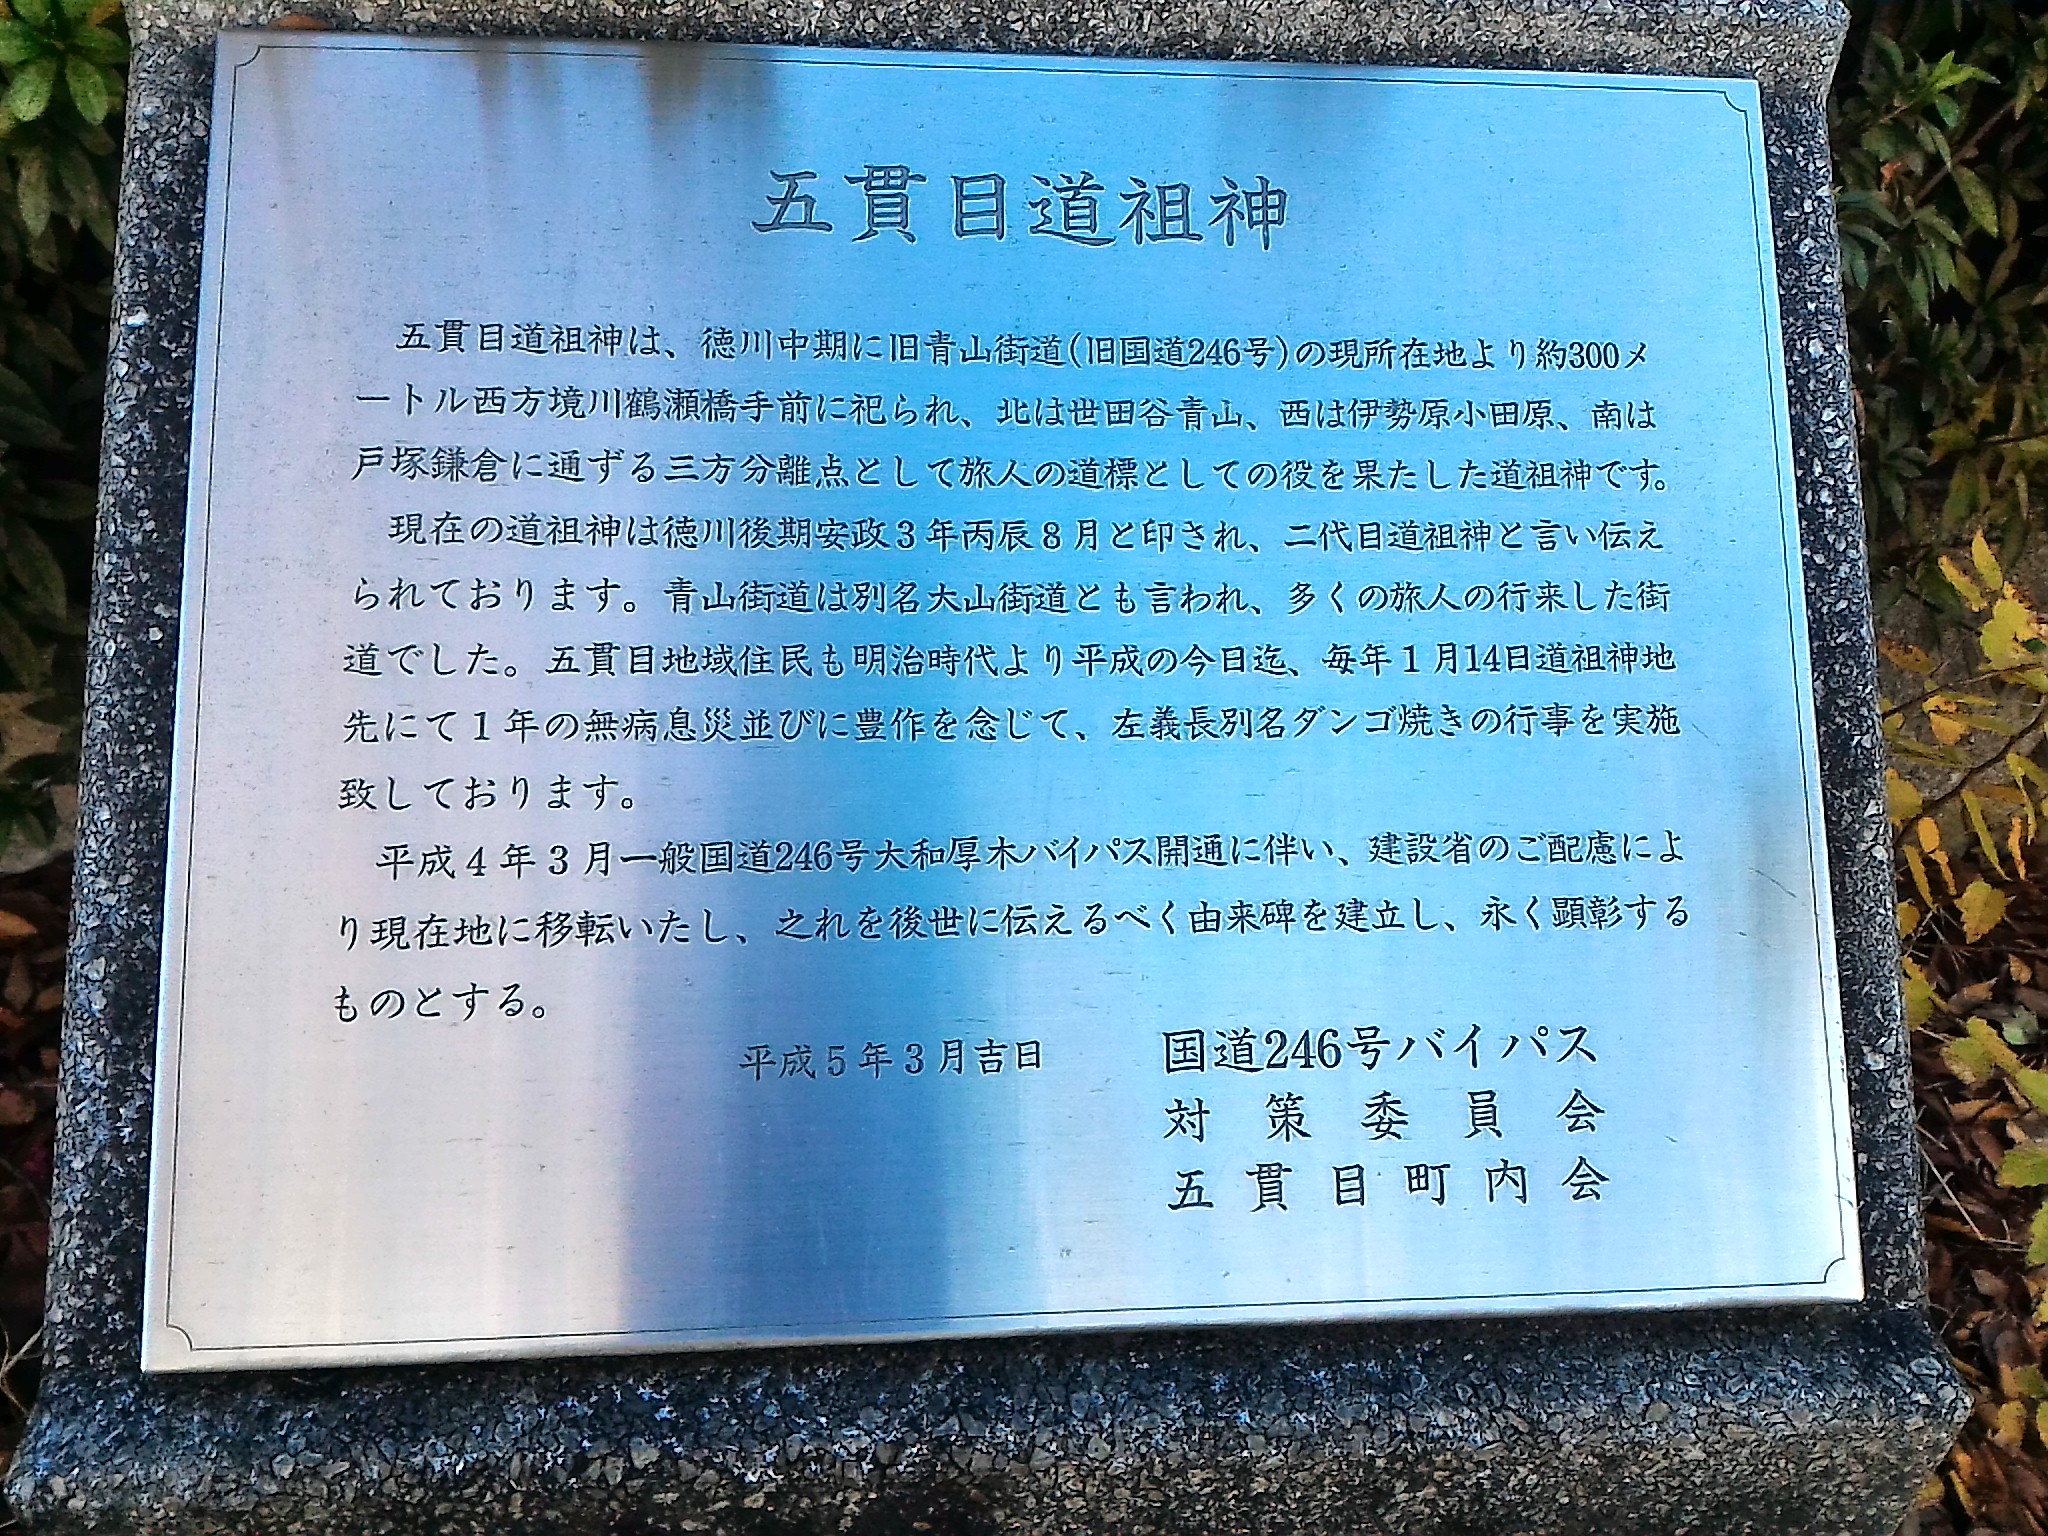 五貫目道祖神
五貫目道祖神は、徳川中期に旧青山街道(旧国道246号)の現所在地より約300メ
ートル西方境川鶴瀬橋手前に祀られ、北は世田谷青山、西は伊勢原小田原、南は
戸塚鎌倉に通ずる三方分離点として旅人の道標としての役を果たした道祖神です。
現在の道祖神は徳川後期安政3年丙辰8月と印され、二代目道祖神と言い伝え
られております。青山街道は別名大山街道とも言われ、多くの旅人の行来した街
道でした。五貫目地域住民も明治時代より平成の今日迄、毎年1月14日道祖神地
先にて1年の無病息災並びに豊作を念じて、左義長別名ダンゴ焼きの行事を実施
致しております。
平成4年3月一般国道246号大和厚木バイパス開通に伴い、建設省のご配慮によ
り現在地に移転いたし、之れを後世に伝えるべく由来碑を建立し、永く顕彰する
ものとする。
平成5年3月吉日 国道246号バイパス
対策委員会
五貫目町内会